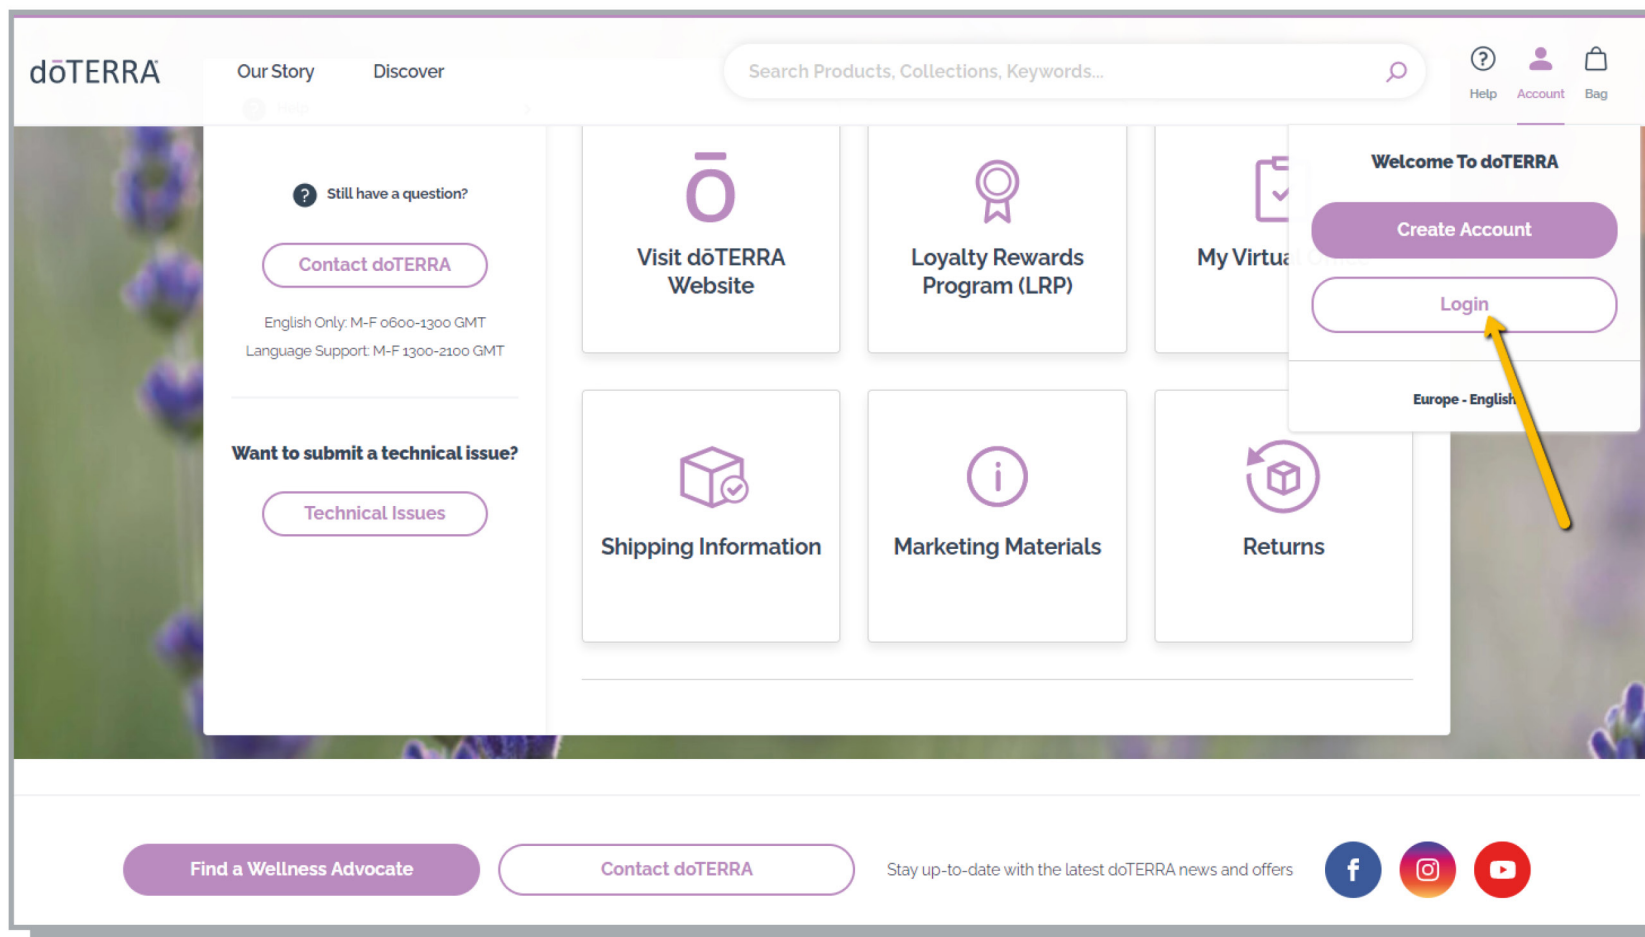 dōTERRA
Our Story
Discover
Search Products, Collections, Keywords...
Help
Account
Bag
Help
Still have a question?
Contact doTERRA
English Only: M-F 0600-1300 GMT
Language Support: M-F 1300-2100 GMT
Want to submit a technical issue?
Technical Issues
ō
Visit dōTERRA
Website
Loyalty Rewards
Program (LRP)
My Virtual
Shipping Information
Marketing Materials
Returns
Welcome To doTERRA
Create Account
Login
Europe - English
Find a Wellness Advocate
Contact doTERRA
Stay up-to-date with the latest doTERRA news and offers